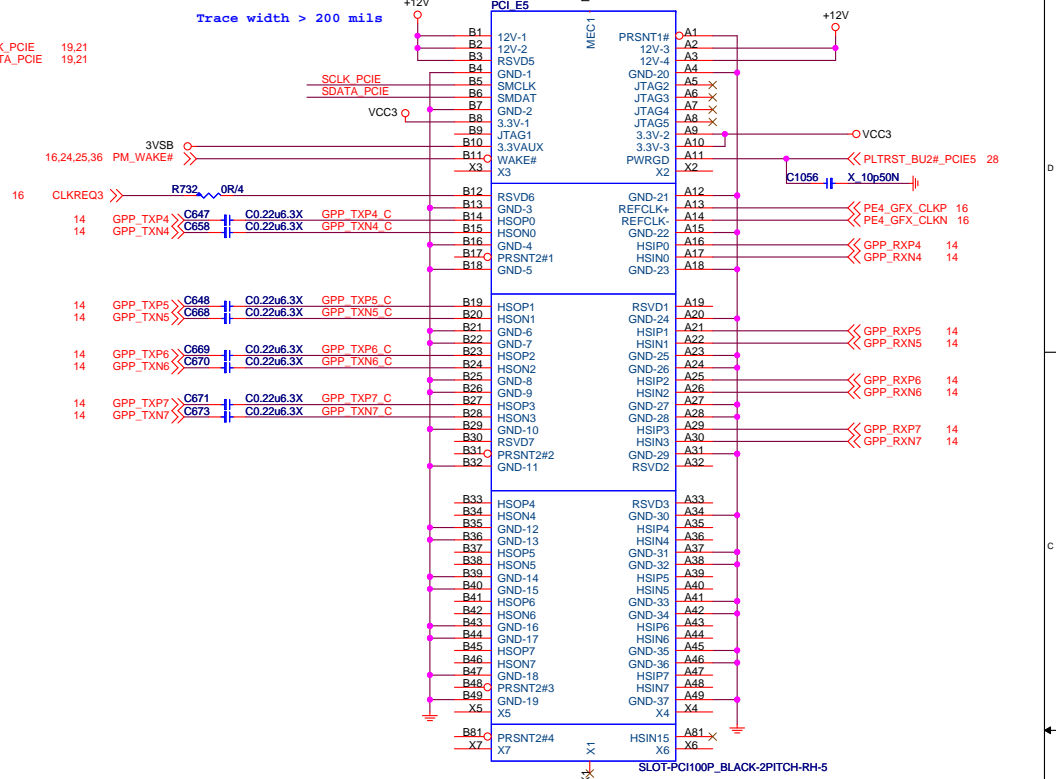 +12V
PCI_E5
Trace width > 200 mils
MEC1
+12V
K_PCIE 19,21
TA_PCIE 19,21
B1 12V-1 PRSNT1# A1
B2 12V-2 12V-3 A2
B3 RSVD5 12V-4 A3
B4 GND-1 GND-20 A4
SCLK_PCIE B5 SMCLK JTAG2 A5
SDATA_PCIE B6 SMDAT JTAG3 A6
B7 GND-2 JTAG4 A7
VCC3 B8 3.3V-1 JTAG5 A8
B9 JTAG1 3.3V-2 A9 VCC3
3VSB B10 3.3VAUX 3.3V-3 A10
16,24,25,36 PM_WAKE# B11 WAKE# PWRGD A11 PLTRST_BU2#_PCIE5 28
X3 X3 X2 X2
C1056 X_10p50N
D
16 CLKREQ3 R732 0R/4 B12 RSVD6 GND-21 A12
B13 GND-3 REFCLK+ A13 PE4_GFX_CLKP 16
14 GPP_TXP4 C647 C0.22u6.3X GPP_TXP4_C B14 HSOP0 REFCLK- A14 PE4_GFX_CLKN 16
14 GPP_TXN4 C658 C0.22u6.3X GPP_TXN4_C B15 HSON0 GND-22 A15
B16 GND-4 HSIP0 A16 GPP_RXP4 14
B17 PRSNT2#1 HSIN0 A17 GPP_RXN4 14
B18 GND-5 GND-23 A18
14 GPP_TXP5 C648 C0.22u6.3X GPP_TXP5_C B19 HSOP1 RSVD1 A19
14 GPP_TXN5 C668 C0.22u6.3X GPP_TXN5_C B20 HSON1 GND-24 A20
B21 GND-6 HSIP1 A21 GPP_RXP5 14
B22 GND-7 HSIN1 A22 GPP_RXN5 14
14 GPP_TXP6 C669 C0.22u6.3X GPP_TXP6_C B23 HSOP2 GND-25 A23
14 GPP_TXN6 C670 C0.22u6.3X GPP_TXN6_C B24 HSON2 GND-26 A24
B25 GND-8 HSIP2 A25 GPP_RXP6 14
B26 GND-9 HSIN2 A26 GPP_RXN6 14
14 GPP_TXP7 C671 C0.22u6.3X GPP_TXP7_C B27 HSOP3 GND-27 A27
14 GPP_TXN7 C673 C0.22u6.3X GPP_TXN7_C B28 HSON3 GND-28 A28
B29 GND-10 HSIP3 A29 GPP_RXP7 14
B30 RSVD7 HSIN3 A30 GPP_RXN7 14
B31 PRSNT2#2 GND-29 A31
B32 GND-11 RSVD2 A32
B33 HSOP4 RSVD3 A33
B34 HSON4 GND-30 A34
B35 GND-12 HSIP4 A35
B36 GND-13 HSIN4 A36
B37 HSOP5 GND-31 A37
C
B38 HSON5 GND-32 A38
B39 GND-14 HSIP5 A39
B40 GND-15 HSIN5 A40
B41 HSOP6 GND-33 A41
B42 HSON6 GND-34 A42
B43 GND-16 HSIP6 A43
B44 GND-17 HSIN6 A44
B45 HSOP7 GND-35 A45
B46 HSON7 GND-36 A46
B47 GND-18 HSIP7 A47
B48 PRSNT2#3 HSIN7 A48
B49 GND-19 GND-37 A49
X5 X5 X4 X4
B81 PRSNT2#4 HSIN15 A81
X7 X7 X1 X6 X6
SLOT-PCI100P_BLACK-2PITCH-RH-5